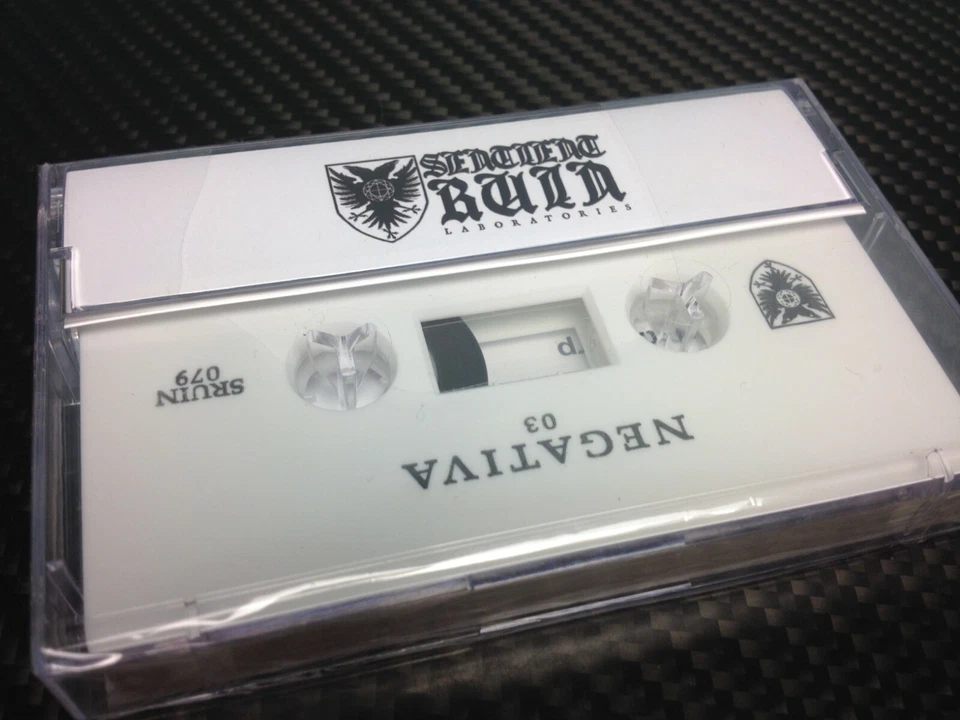 SENTIENT
RUIN
LABORATORIES
NEGATIVA
03
SRUIN
079